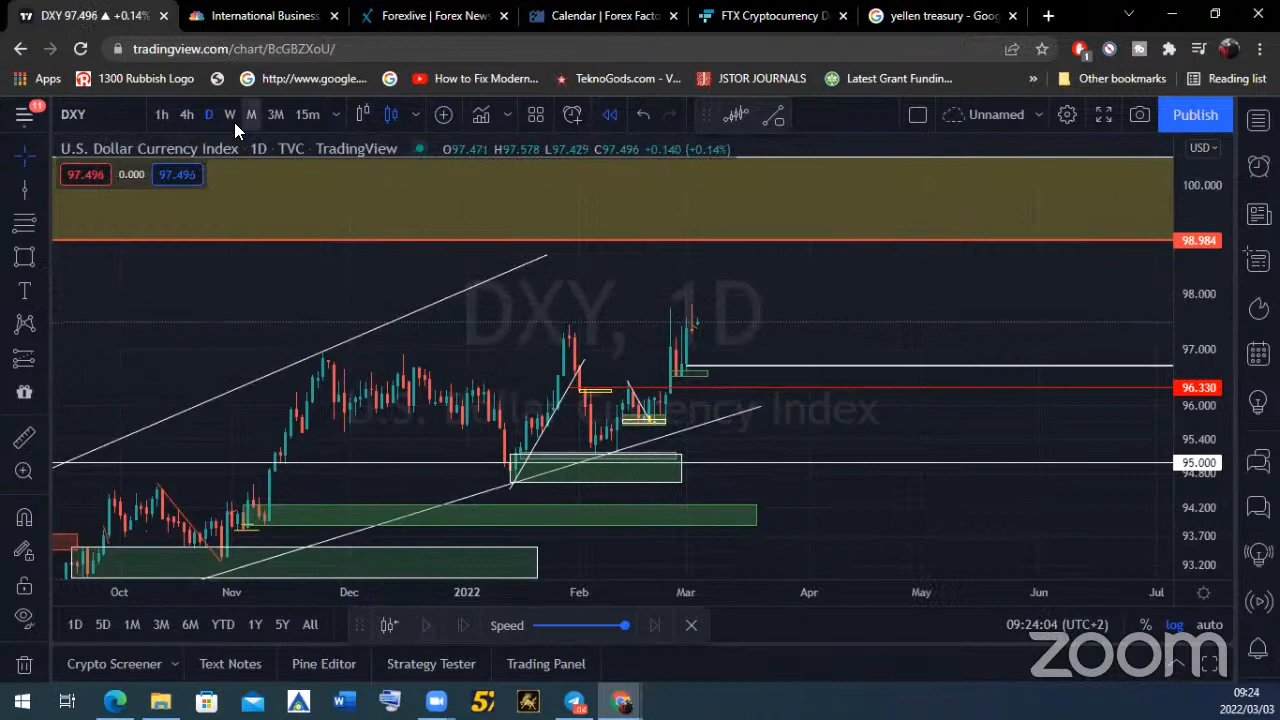 DXY 97.496 ▲ +0.14%
International Business
Forexlive | Forex News
Calendar | Forex Facto
FTX Cryptocurrency D
yellen treasury - Goog
tradingview.com/chart/BcGBZXoU/
1
Apps
1300 Rubbish Logo
http://www.google....
How to Fix Modern...
TeknoGods.com - V...
JSTOR JOURNALS
Latest Grant Fundin...
»
Other bookmarks
Reading list
11
DXY
1h 4h D W M 3M 15m
Unnamed
Publish
U.S. Dollar Currency Index · 1D · TVC · TradingView
O97.471 H97.578 L97.429 C97.496 +0.140 (+0.14%)
USD
97.496 0.000 97.496
100.000
98.984
98.000
DXY, 1D
97.000
96.330
U.S. Dollar Currency Index
96.000
95.400
95.000
94.800
94.200
93.700
93.200
Oct Nov Dec 2022 Feb Mar Apr May Jun Jul
1D 5D 1M 3M 6M YTD 1Y 5Y All
Speed
09:24:04 (UTC+2)
% log auto
zoom
Crypto Screener
Text Notes
Pine Editor
Strategy Tester
Trading Panel
04
09:24
2022/03/03